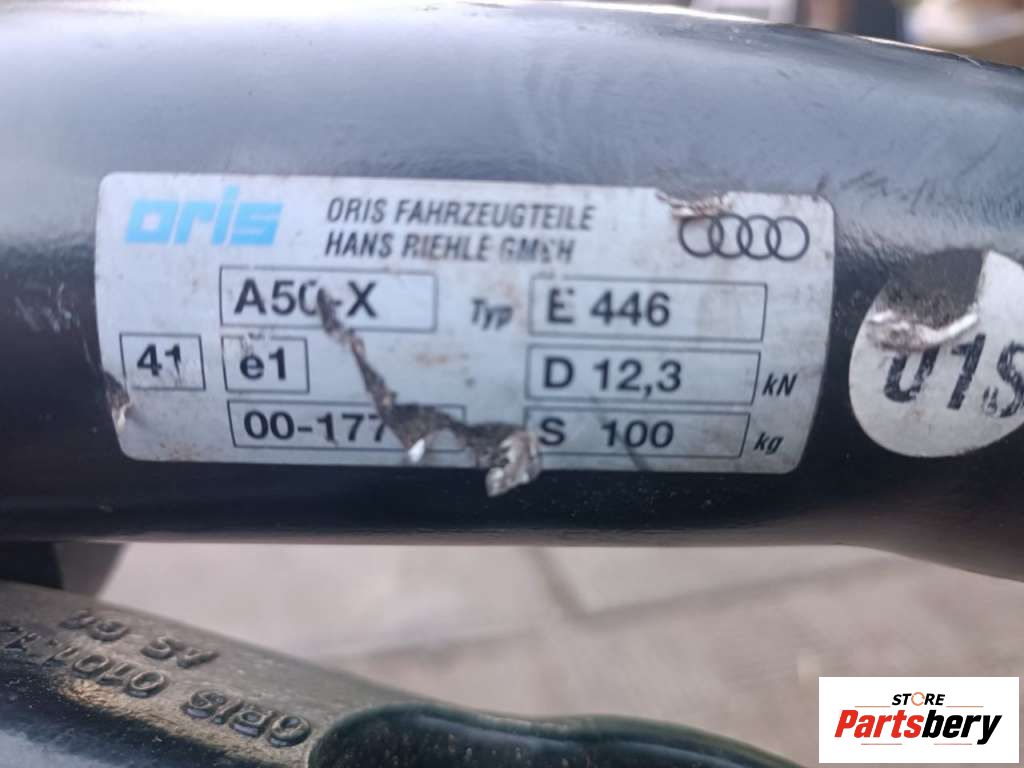 oris
ORIS FAHRZEUGTEILE
HANS RIEHLE GMBH
A50-X Typ E 446
41 e1 D 12,3 kN
00-177 S 100 kg
ORIS
STORE
Partsbery